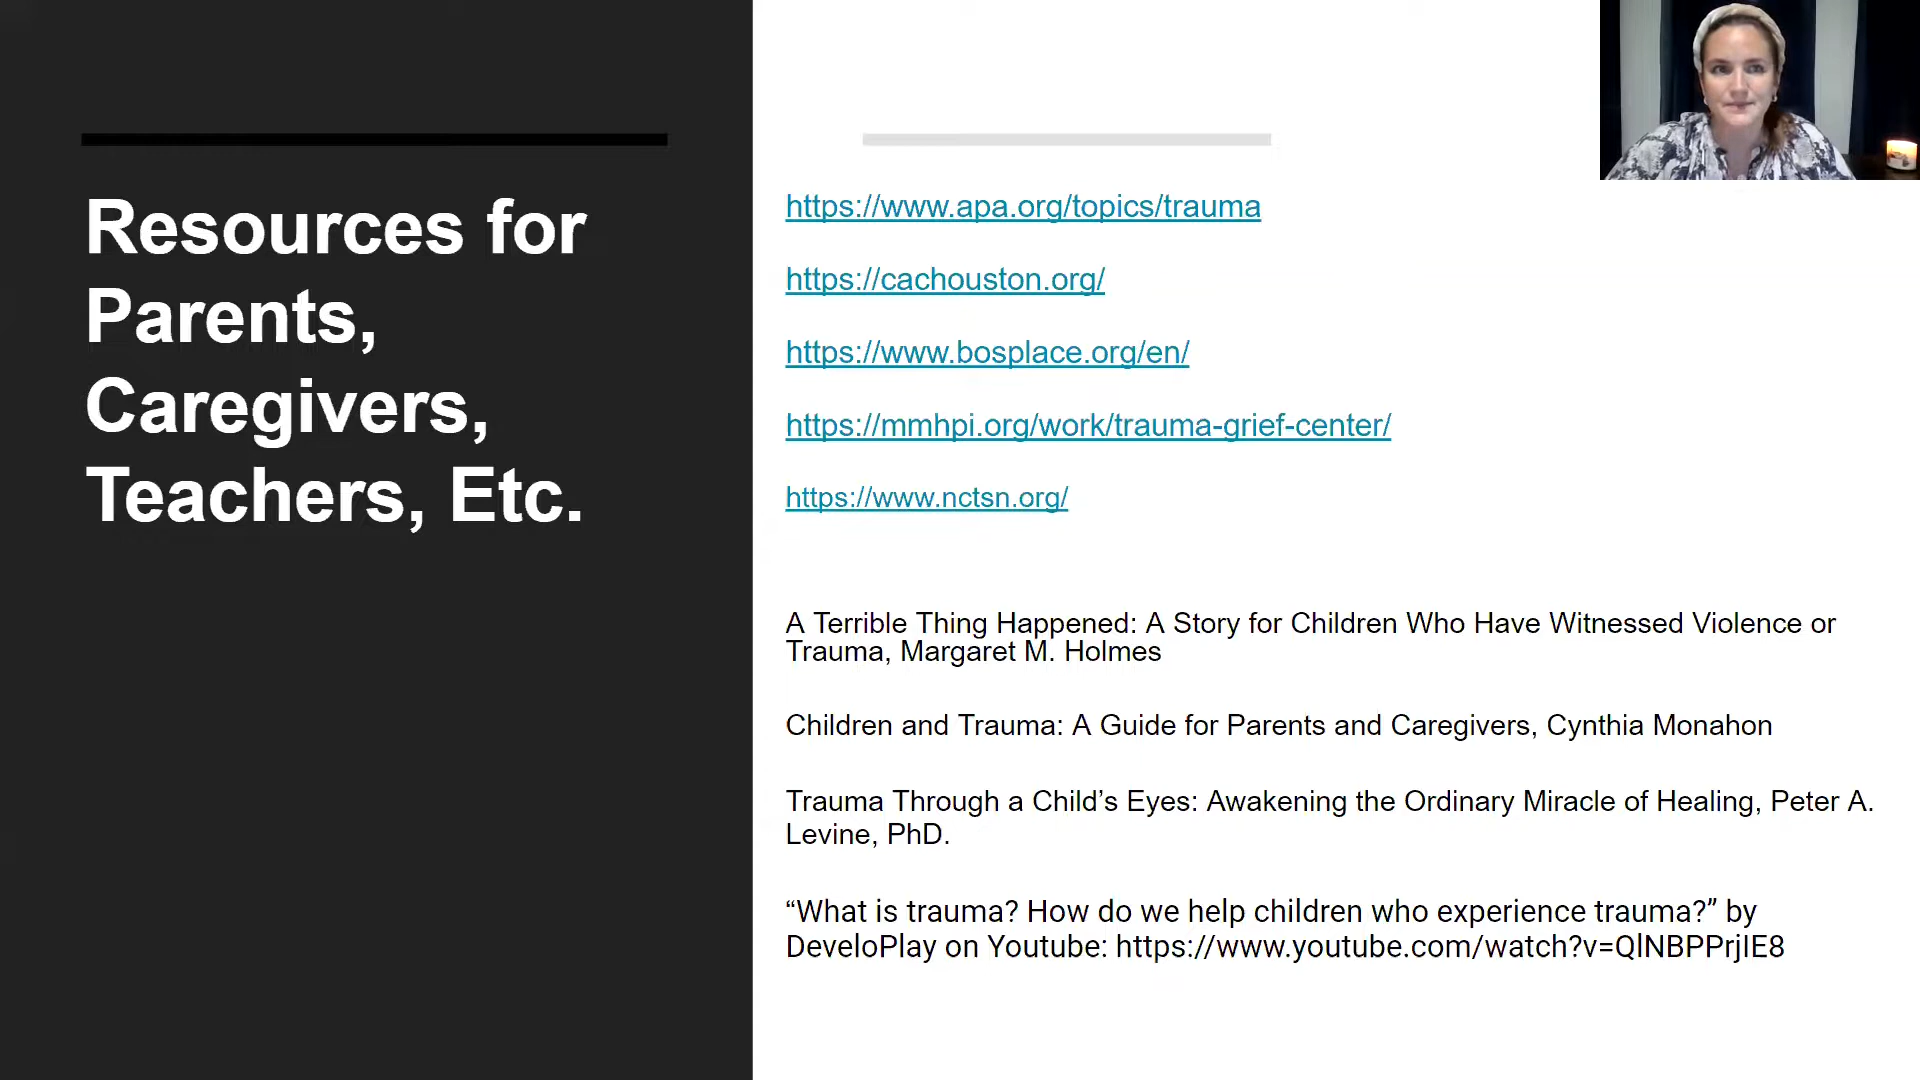 Resources for
Parents,
Caregivers,
Teachers, Etc.
https://www.apa.org/topics/trauma
https://cachouston.org/
https://www.bosplace.org/en/
https://mmhpi.org/work/trauma-grief-center/
https://www.nctsn.org/
A Terrible Thing Happened: A Story for Children Who Have Witnessed Violence or
Trauma, Margaret M. Holmes
Children and Trauma: A Guide for Parents and Caregivers, Cynthia Monahon
Trauma Through a Child’s Eyes: Awakening the Ordinary Miracle of Healing, Peter A.
Levine, PhD.
“What is trauma? How do we help children who experience trauma?” by
DeveloPlay on Youtube: https://www.youtube.com/watch?v=QlNBPPrjIE8